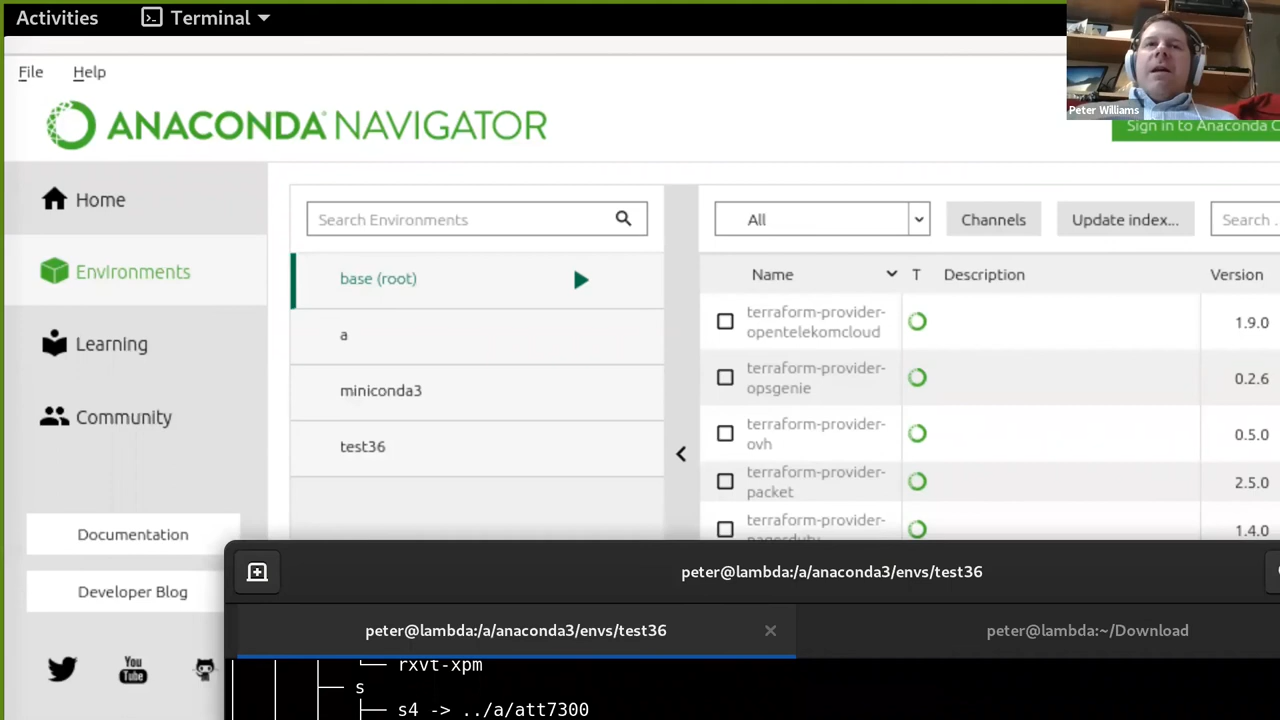 Activities
Terminal
Peter Williams
File Help
ANACONDA NAVIGATOR
Sign in to Anaconda C
Home
Environments
Learning
Community
Documentation
Developer Blog
Search Environments
base (root)
a
miniconda3
test36
All
Channels
Update index...
Search .
Name T Description Version
terraform-provider-
opentelekomcloud
1.9.0
terraform-provider-
opsgenie
0.2.6
terraform-provider-
ovh
0.5.0
terraform-provider-
packet
2.5.0
terraform-provider-
pagerduty
1.4.0
You
Tube
peter@lambda:/a/anaconda3/envs/test36
peter@lambda:/a/anaconda3/envs/test36
peter@lambda:~/Download
rxvt-xpm
s
s4 -> ../a/att7300